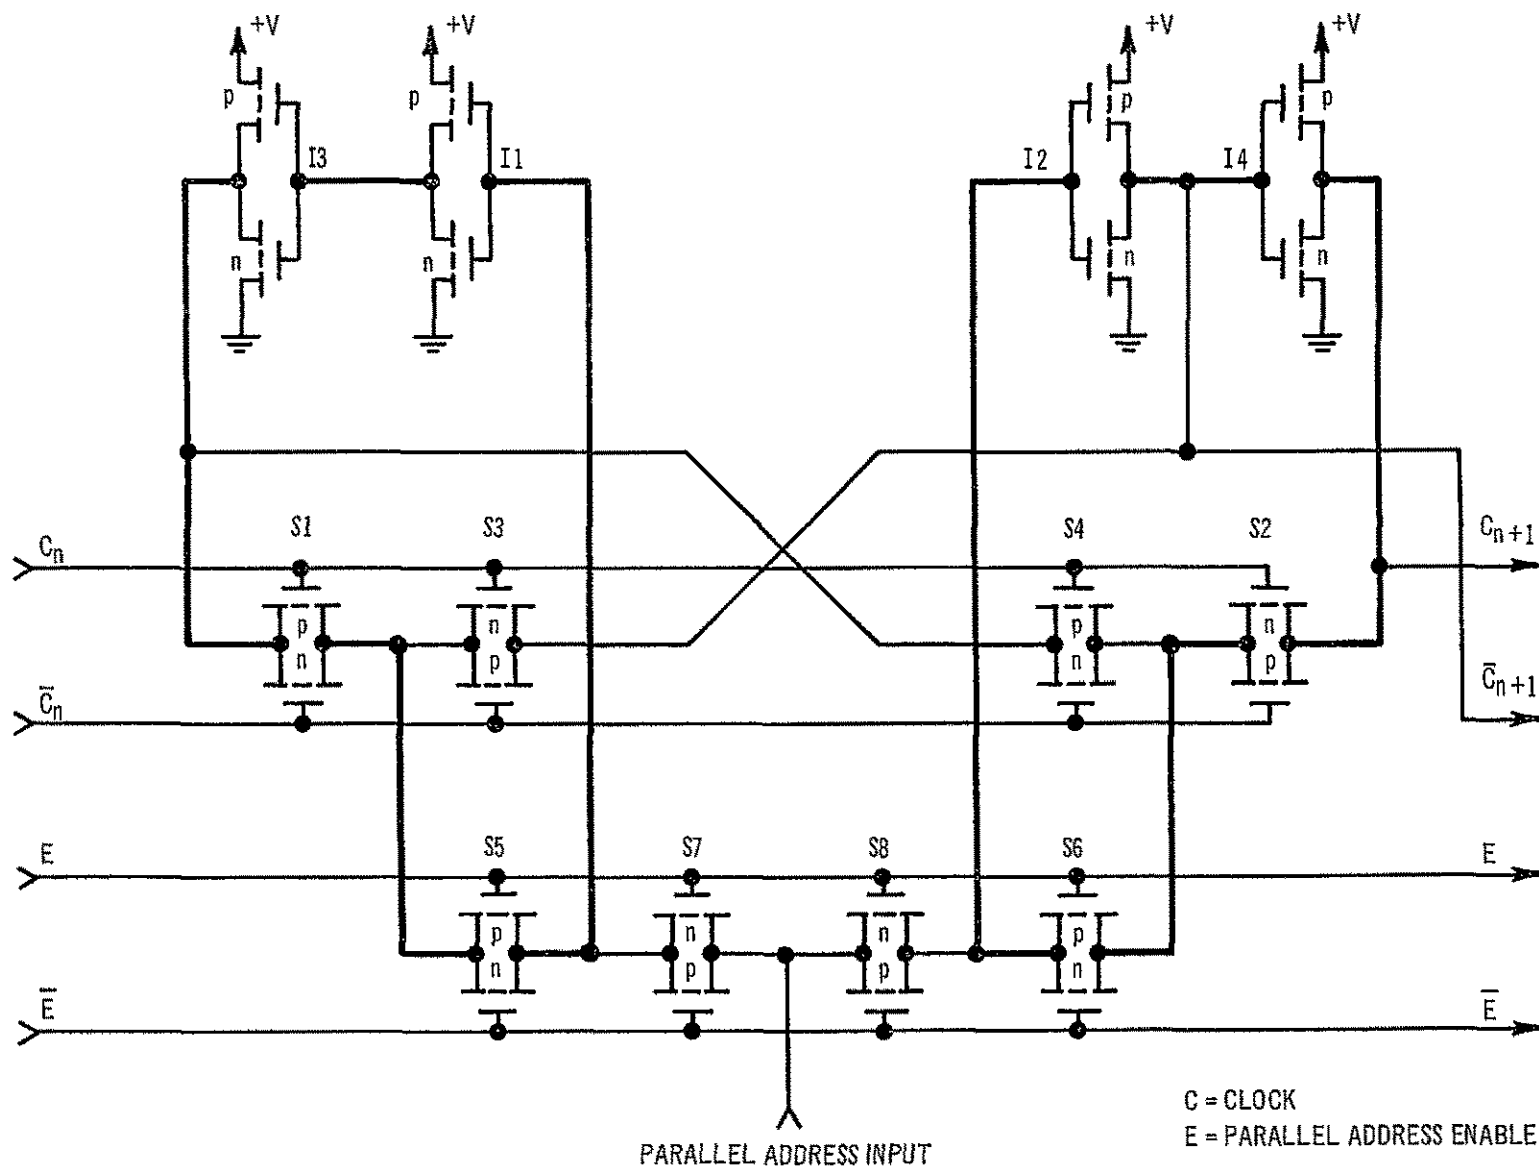 +V +V +V +V
p p p p
I3 I1 I2 I4
n n n n
S1 S3 S4 S2
Cn Cn+1
p n p n
n p n p
C̅n C̅n+1
S5 S7 S8 S6
E E
p n n p
n p p n
E̅ E̅
C = CLOCK
E = PARALLEL ADDRESS ENABLE
PARALLEL ADDRESS INPUT